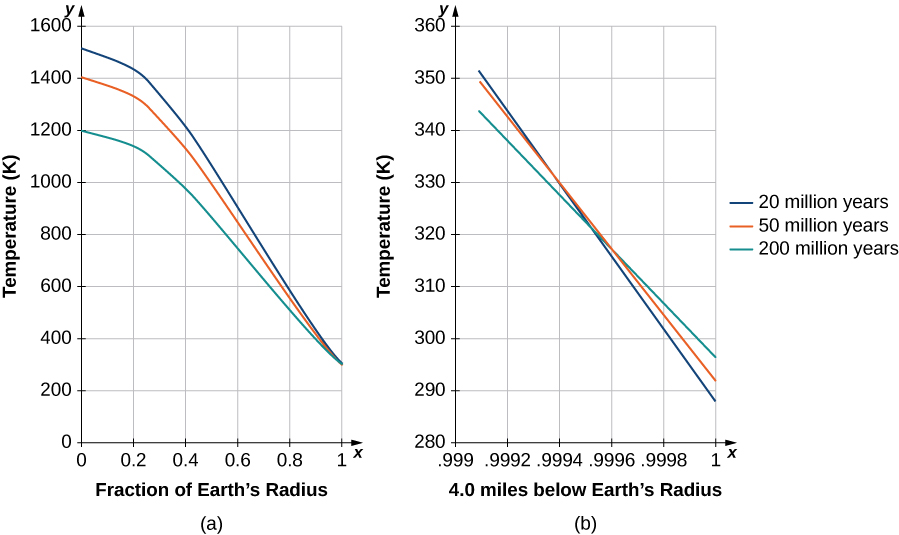 y
1600
1400
1200
1000
800
600
400
200
0
0 0.2 0.4 0.6 0.8 1 x
Temperature (K)
Fraction of Earth's Radius
(a)
y
360
350
340
330
320
310
300
290
280
.999 .9992 .9994 .9996 .9998 1 x
Temperature (K)
4.0 miles below Earth's Radius
(b)
20 million years
50 million years
200 million years